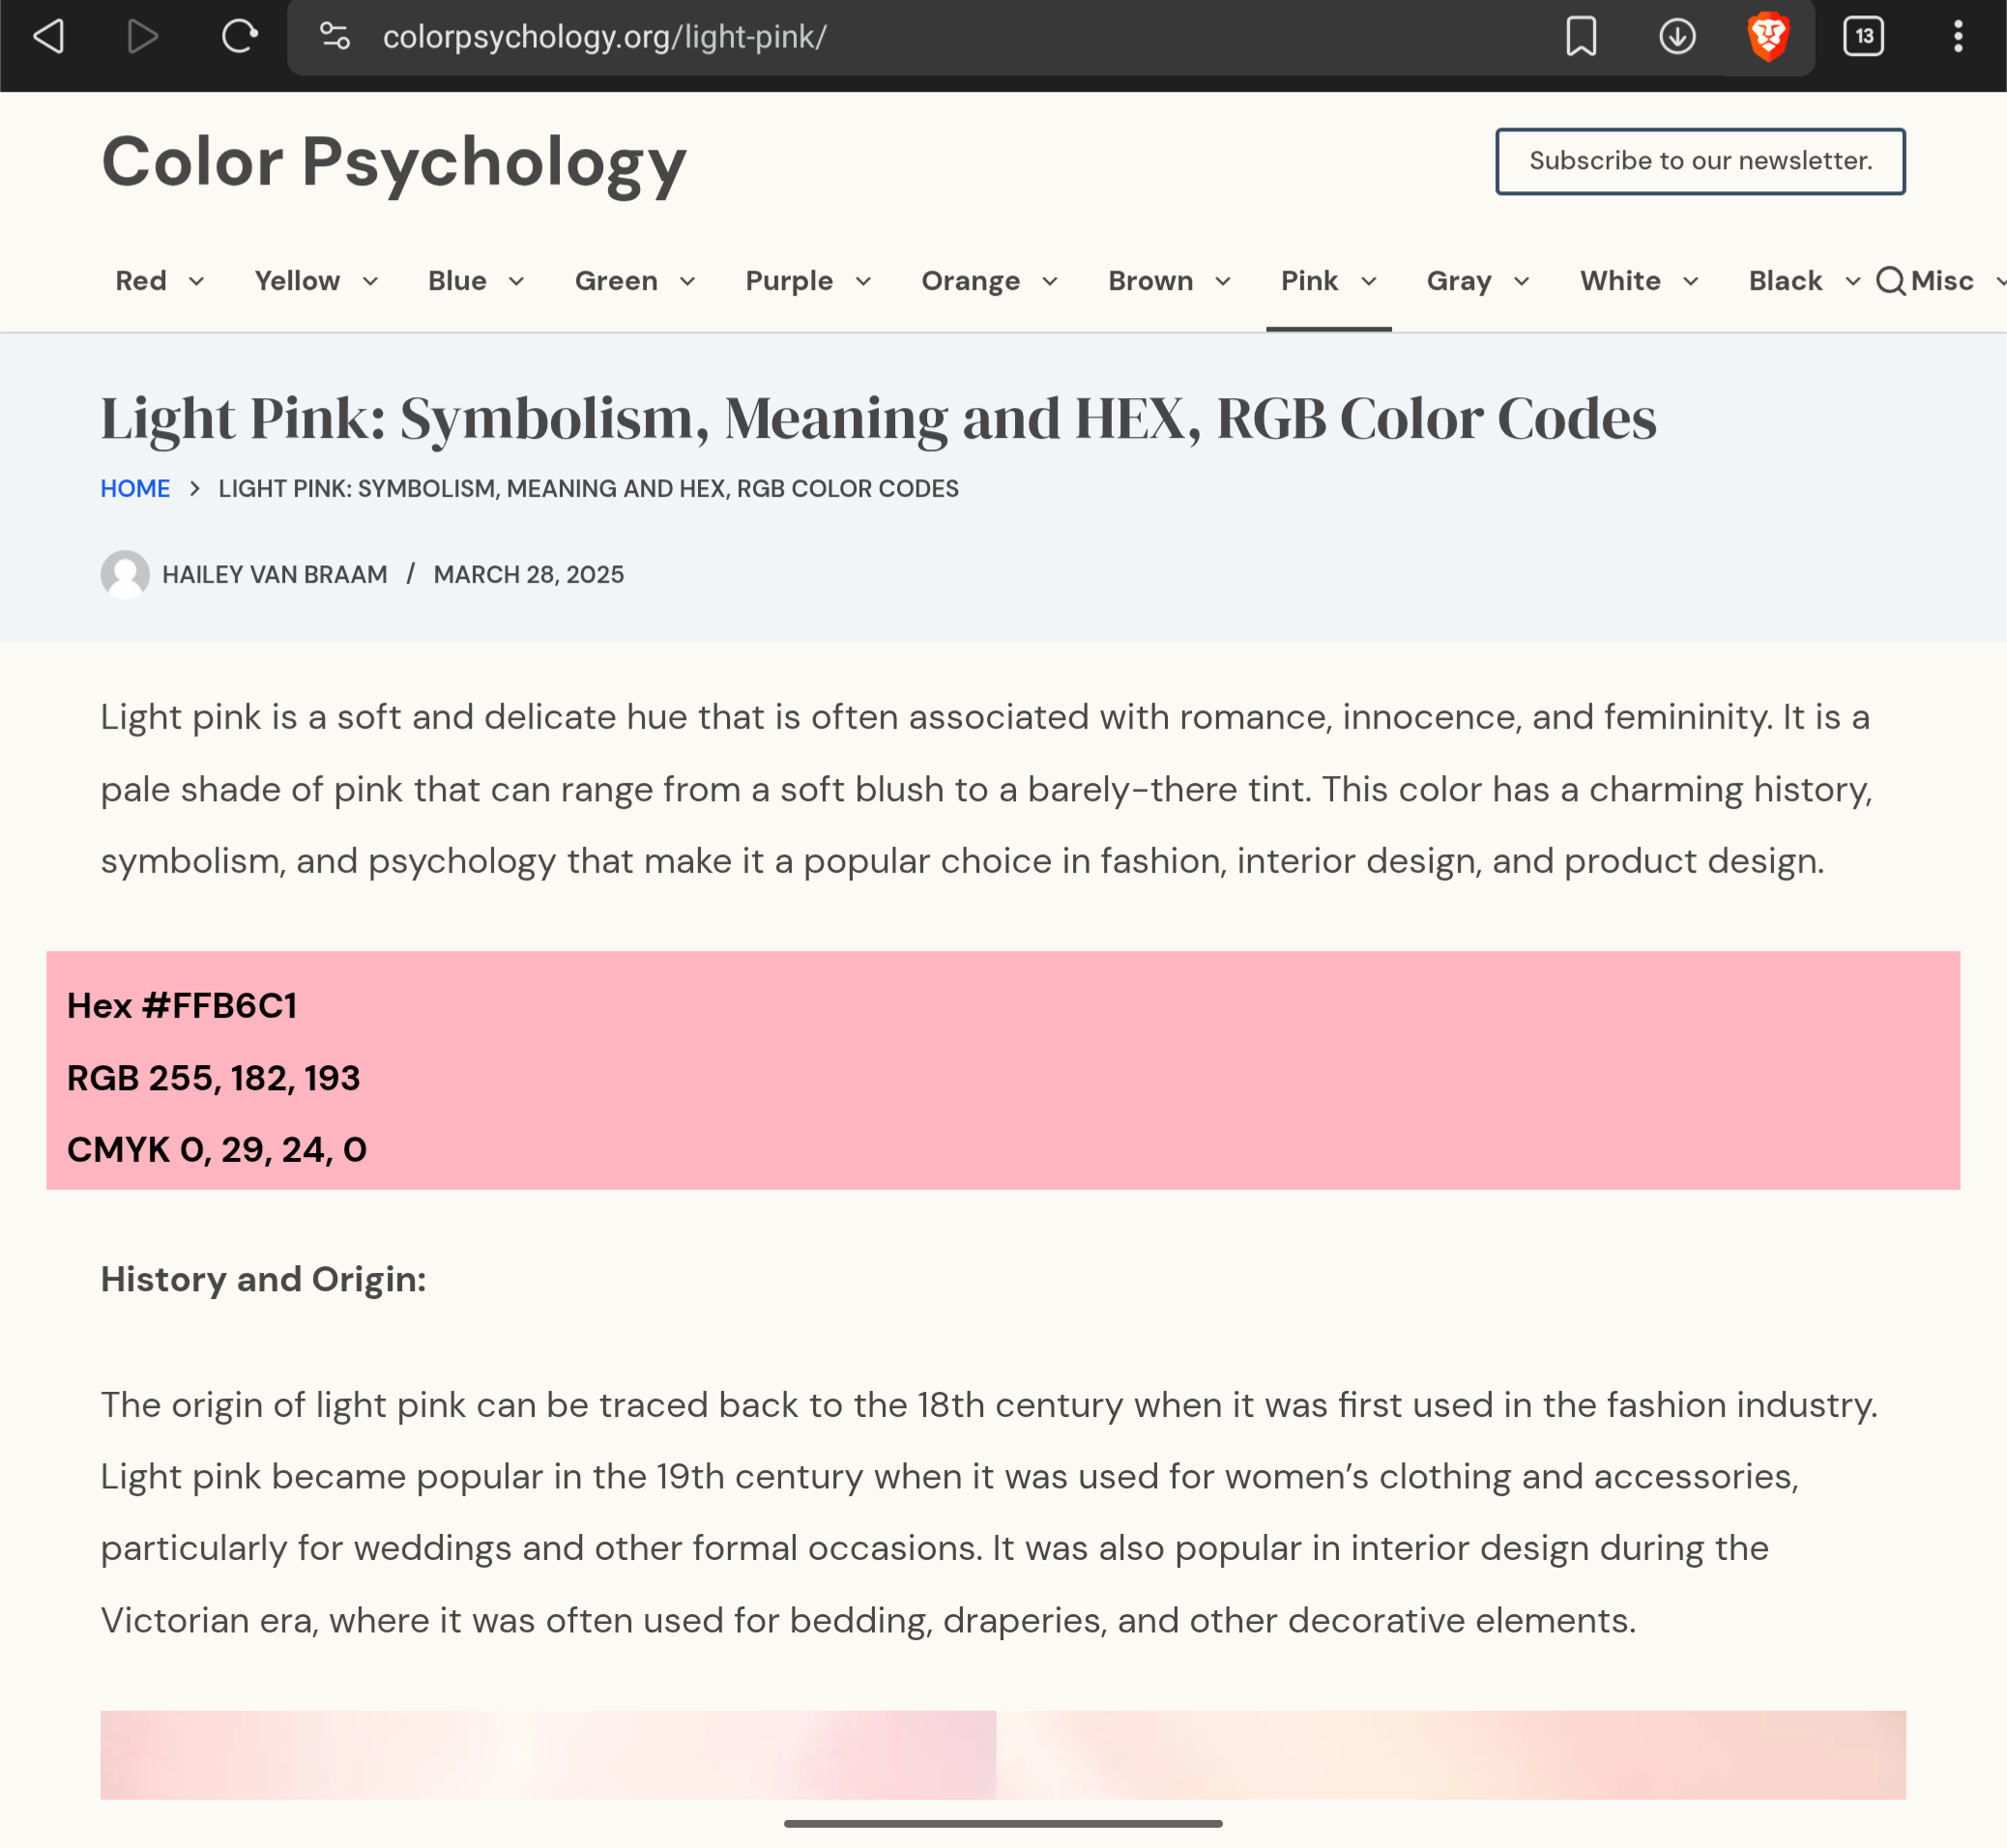 colorpsychology.org/light-pink/
13
Color Psychology
Subscribe to our newsletter.
Red Yellow Blue Green Purple Orange Brown Pink Gray White Black Misc
Light Pink: Symbolism, Meaning and HEX, RGB Color Codes
HOME > LIGHT PINK: SYMBOLISM, MEANING AND HEX, RGB COLOR CODES
HAILEY VAN BRAAM / MARCH 28, 2025
Light pink is a soft and delicate hue that is often associated with romance, innocence, and femininity. It is a
pale shade of pink that can range from a soft blush to a barely-there tint. This color has a charming history,
symbolism, and psychology that make it a popular choice in fashion, interior design, and product design.
Hex #FFB6C1
RGB 255, 182, 193
CMYK 0, 29, 24, 0
History and Origin:
The origin of light pink can be traced back to the 18th century when it was first used in the fashion industry.
Light pink became popular in the 19th century when it was used for women’s clothing and accessories,
particularly for weddings and other formal occasions. It was also popular in interior design during the
Victorian era, where it was often used for bedding, draperies, and other decorative elements.